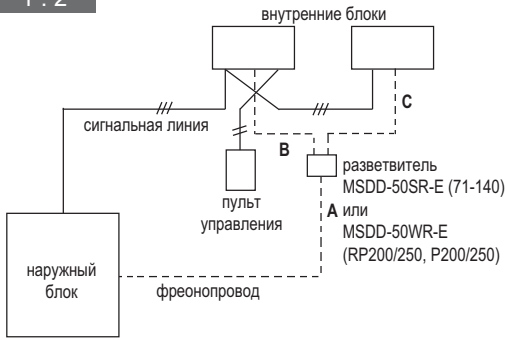 1 : 2
внутренние блоки
C
сигнальная линия
B
разветвитель
MSDD-50SR-E (71-140)
пульт
управления
A или
MSDD-50WR-E
(RP200/250, P200/250)
наружный
блок
фреонопровод